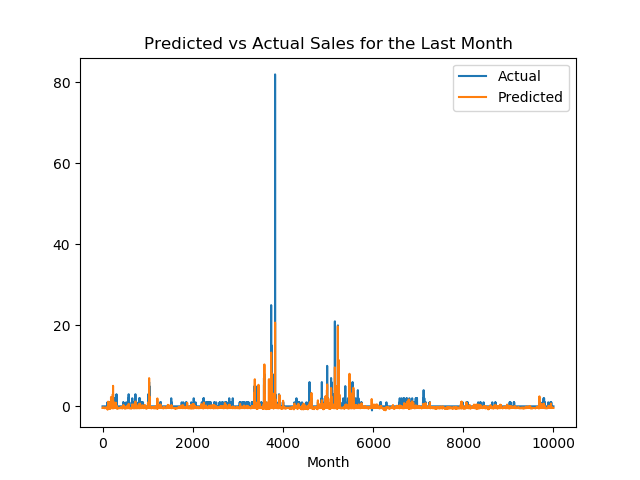 Predicted vs Actual Sales for the Last Month
Actual
Predicted
80
60
40
20
0
0 2000 4000 6000 8000 10000
Month